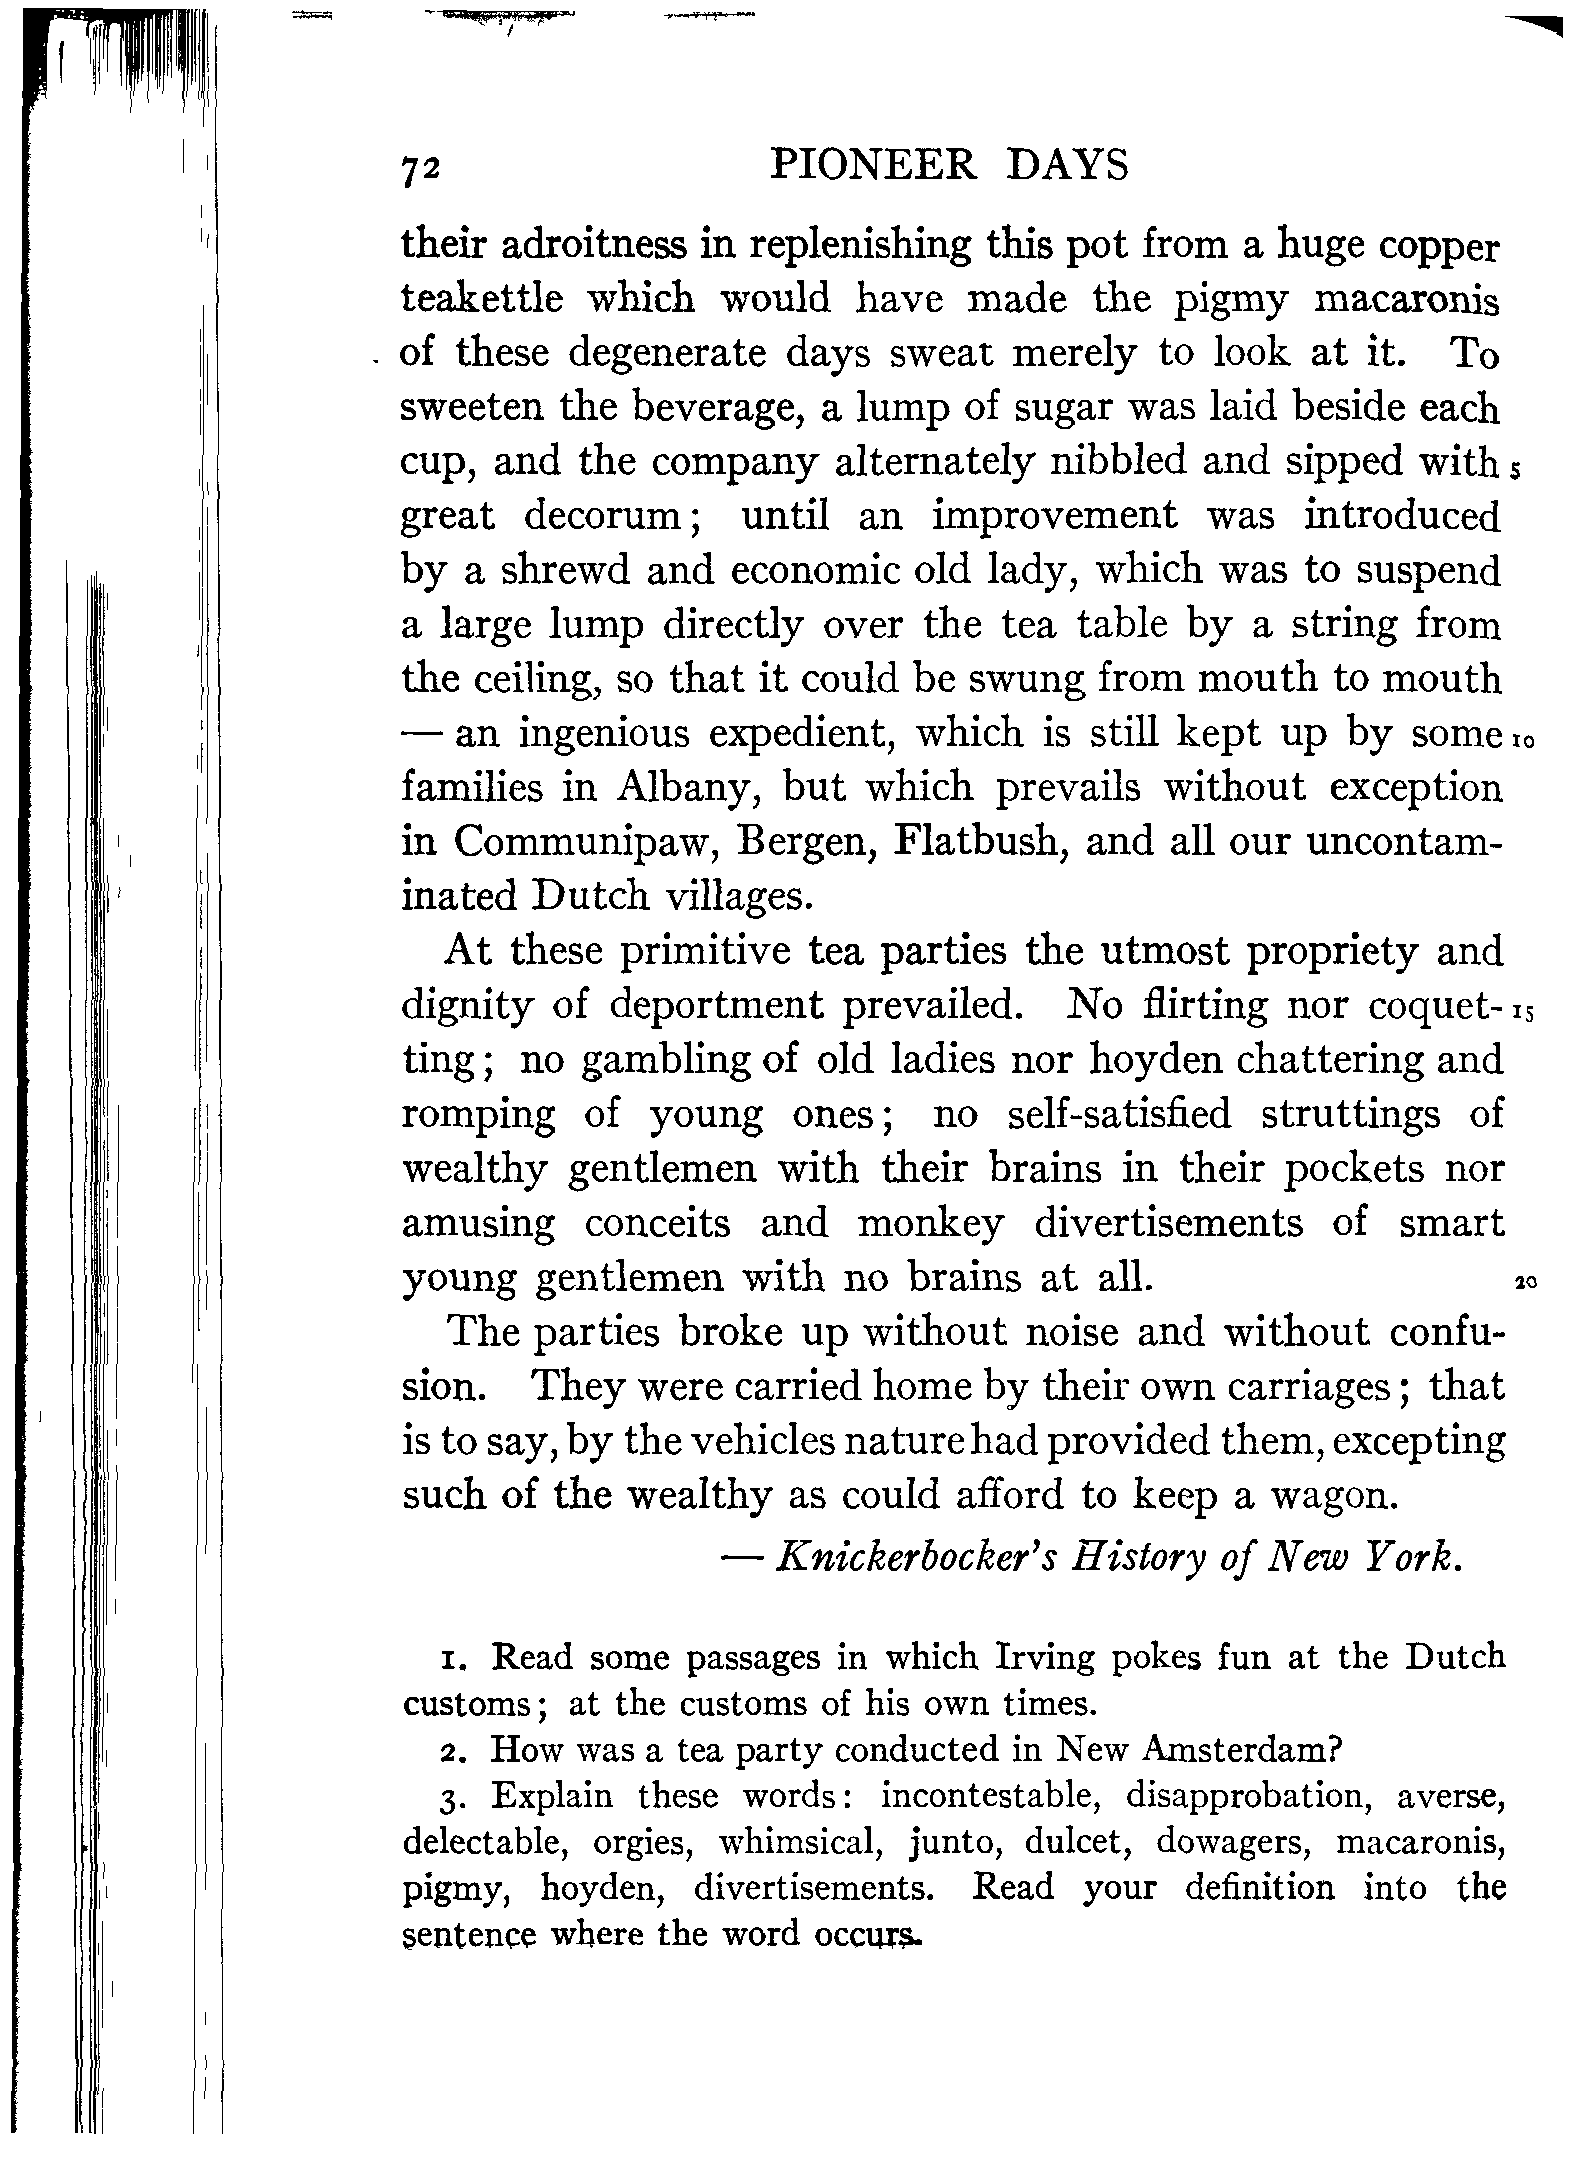 72 PIONEER DAYS
their adroitness in replenishing this pot from a huge copper
teakettle which would have made the pigmy macaronis
of these degenerate days sweat merely to look at it. To
sweeten the beverage, a lump of sugar was laid beside each
cup, and the company alternately nibbled and sipped with 5
great decorum; until an improvement was introduced
by a shrewd and economic old lady, which was to suspend
a large lump directly over the tea table by a string from
the ceiling, so that it could be swung from mouth to mouth
— an ingenious expedient, which is still kept up by some 10
families in Albany, but which prevails without exception
in Communipaw, Bergen, Flatbush, and all our uncontam-
inated Dutch villages.
At these primitive tea parties the utmost propriety and
dignity of deportment prevailed. No flirting nor coquet- 15
ting; no gambling of old ladies nor hoyden chattering and
romping of young ones; no self-satisfied struttings of
wealthy gentlemen with their brains in their pockets nor
amusing conceits and monkey divertisements of smart
young gentlemen with no brains at all. 20
The parties broke up without noise and without confu-
sion. They were carried home by their own carriages; that
is to say, by the vehicles nature had provided them, excepting
such of the wealthy as could afford to keep a wagon.
— Knickerbocker's History of New York.
1. Read some passages in which Irving pokes fun at the Dutch
customs; at the customs of his own times.
2. How was a tea party conducted in New Amsterdam?
3. Explain these words: incontestable, disapprobation, averse,
delectable, orgies, whimsical, junto, dulcet, dowagers, macaronis,
pigmy, hoyden, divertisements. Read your definition into the
sentence where the word occurs.